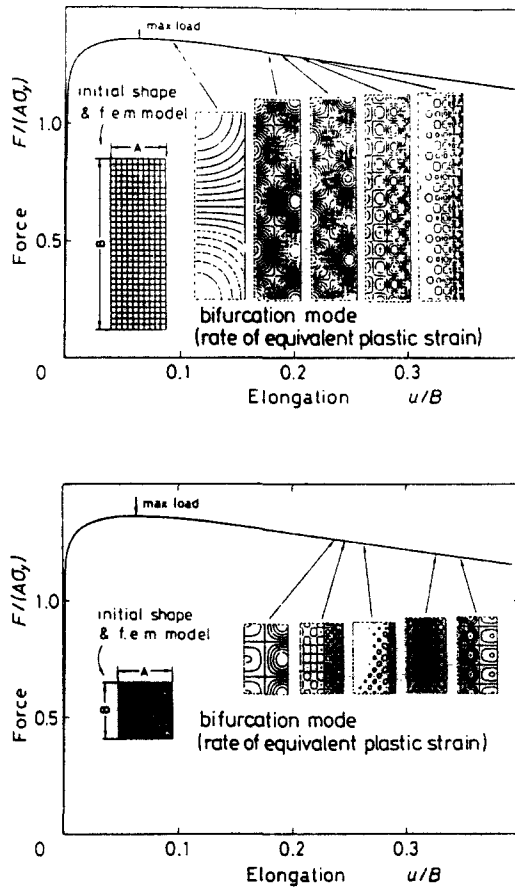 max load
initial shape
& f.e.m model
A
B
Force F/(Aσy)
1.0
0.5
0
bifurcation mode
(rate of equivalent plastic strain)
0.1
0.2
0.3
Elongation u/B
max load
initial shape
& f.e.m model
A
B
Force F/(Aσy)
1.0
0.5
0
bifurcation mode
(rate of equivalent plastic strain)
0.1
0.2
0.3
Elongation u/B